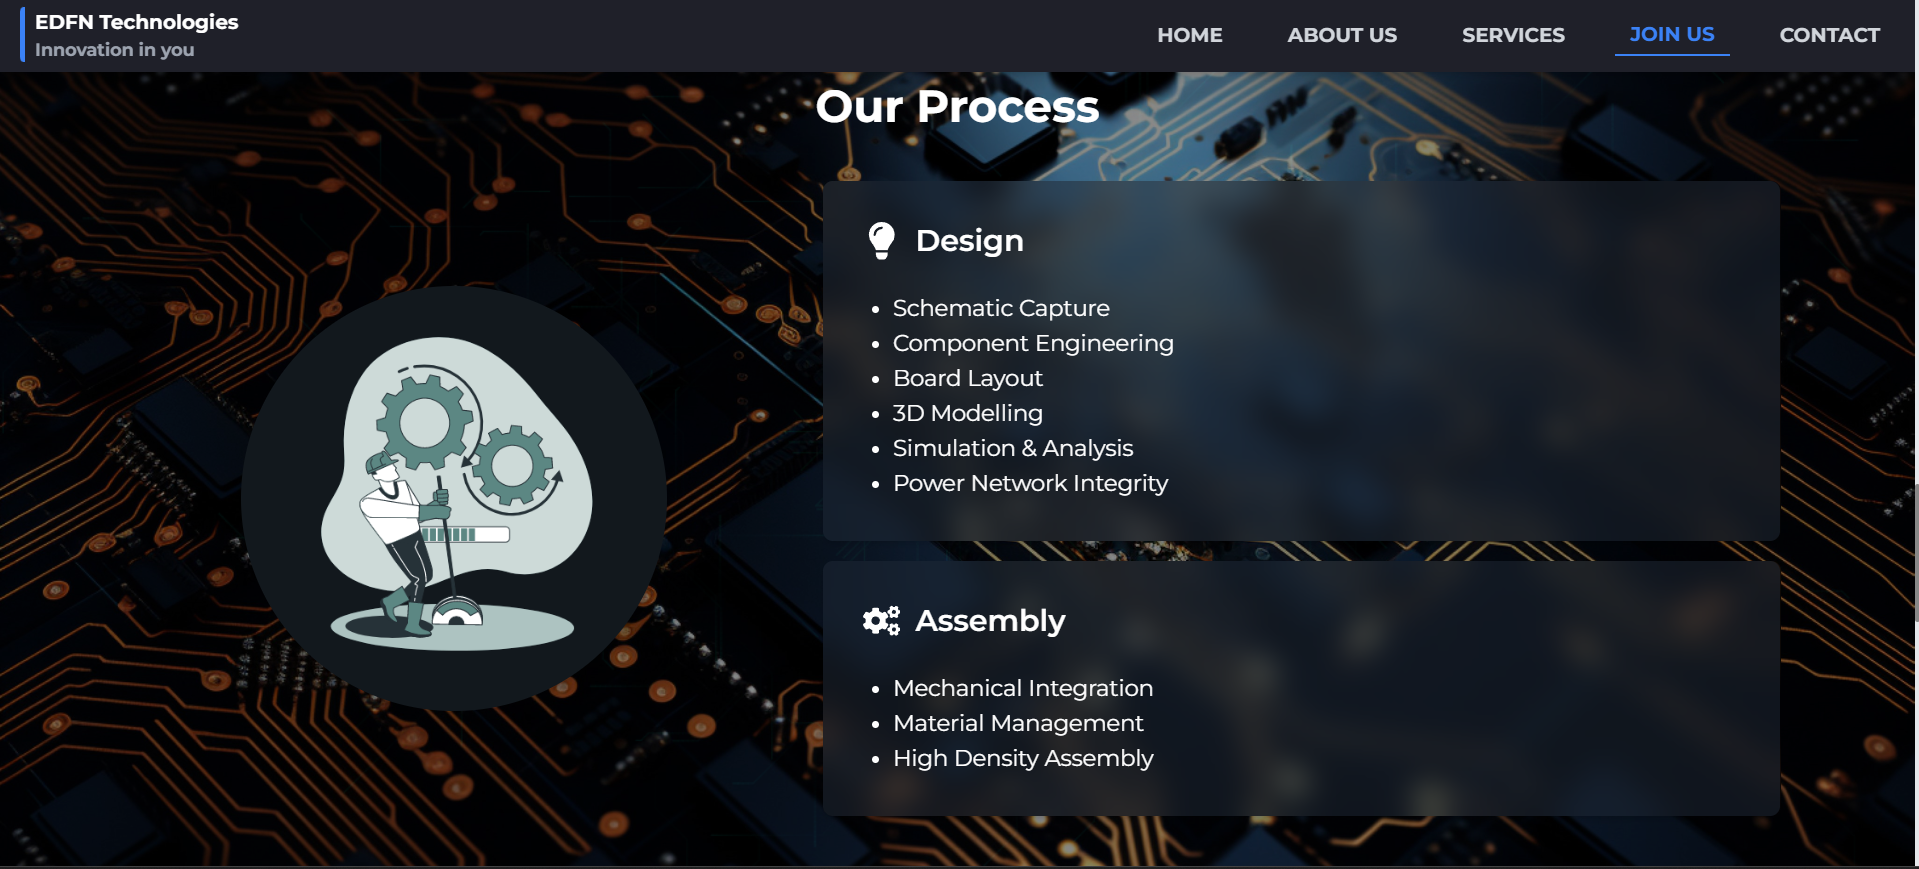 EDFN Technologies
Innovation in you
HOME
ABOUT US
SERVICES
JOIN US
CONTACT
Our Process
Design
Schematic Capture
Component Engineering
Board Layout
3D Modelling
Simulation & Analysis
Power Network Integrity
Assembly
Mechanical Integration
Material Management
High Density Assembly